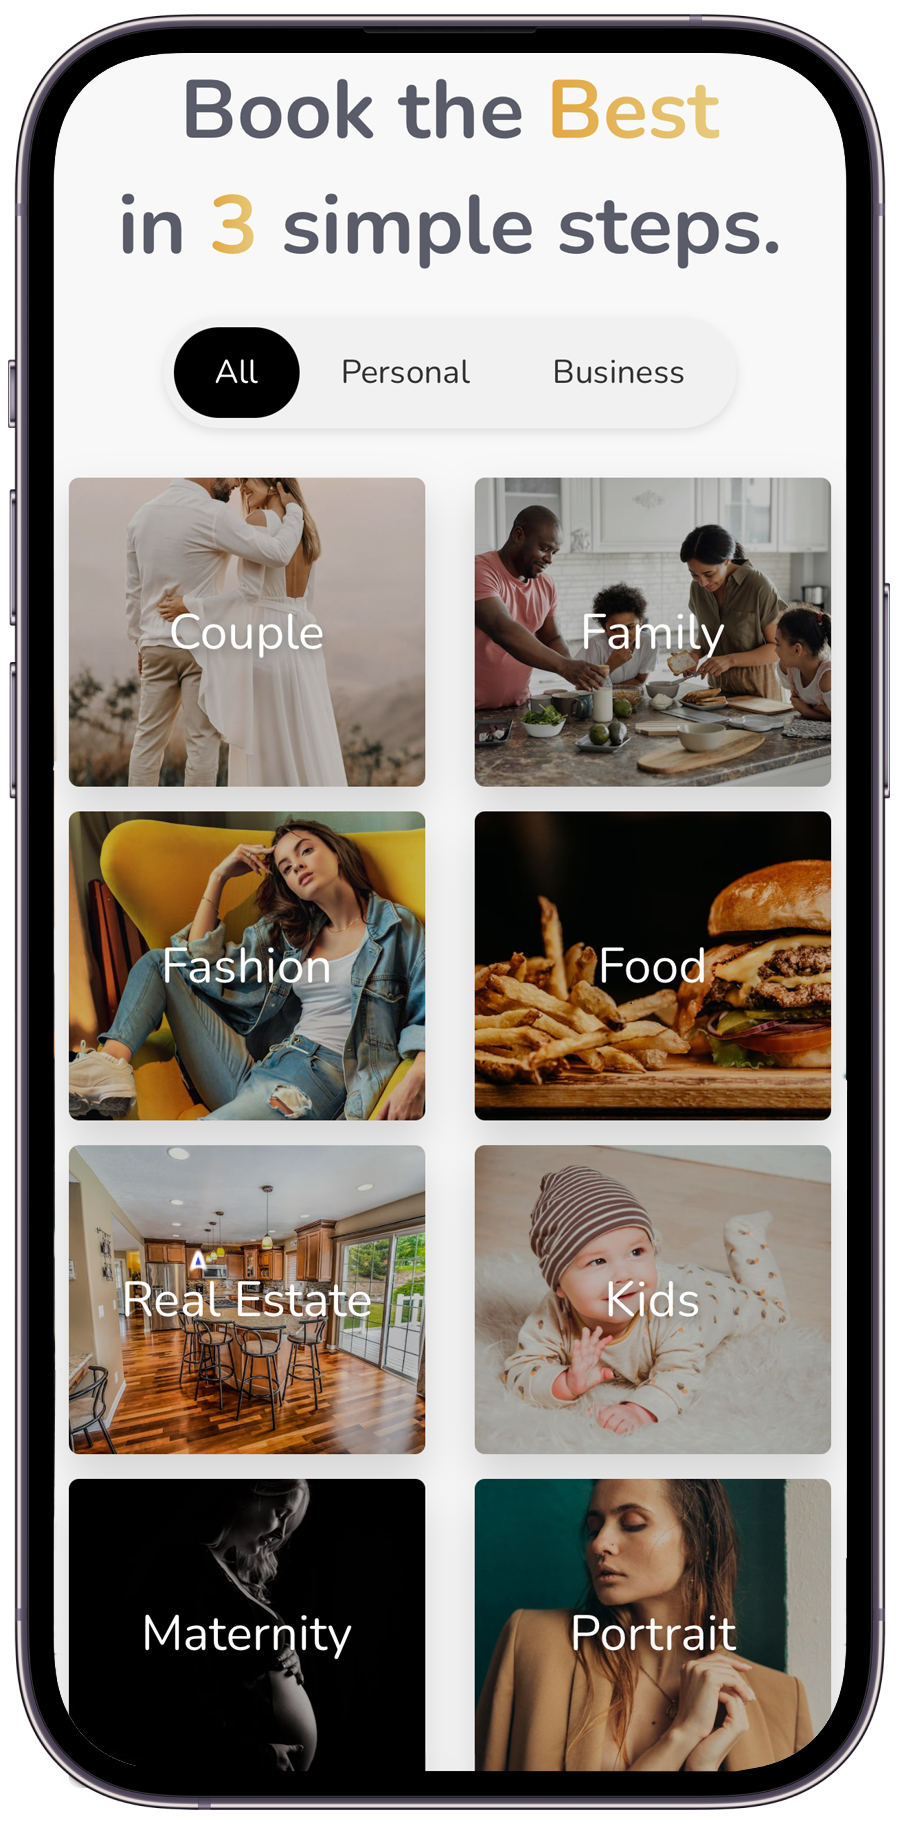 Book the Best
in 3 simple steps.
All Personal Business
Couple
Family
Fashion
Food
Real Estate
Kids
Maternity
Portrait